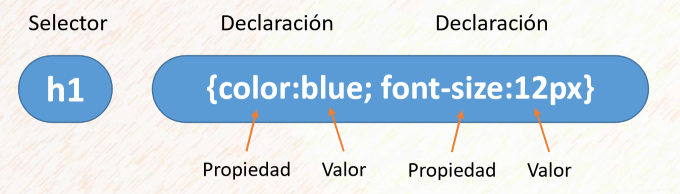 Selector Declaración Declaración
h1 {color:blue; font-size:12px}
Propiedad Valor Propiedad Valor